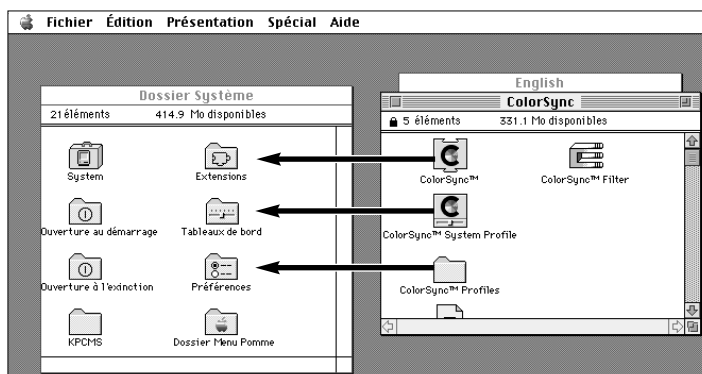 Fichier Édition Présentation Spécial Aide
Dossier Système
21 éléments 414.9 Mo disponibles
System
Extensions
Ouverture au démarrage
Tableaux de bord
Ouverture à l'exinction
Préférences
KPCMS
Dossier Menu Pomme
English
ColorSync
5 éléments 331.1 Mo disponibles
ColorSync™
ColorSync™ Filter
ColorSync™ System Profile
ColorSync™ Profiles